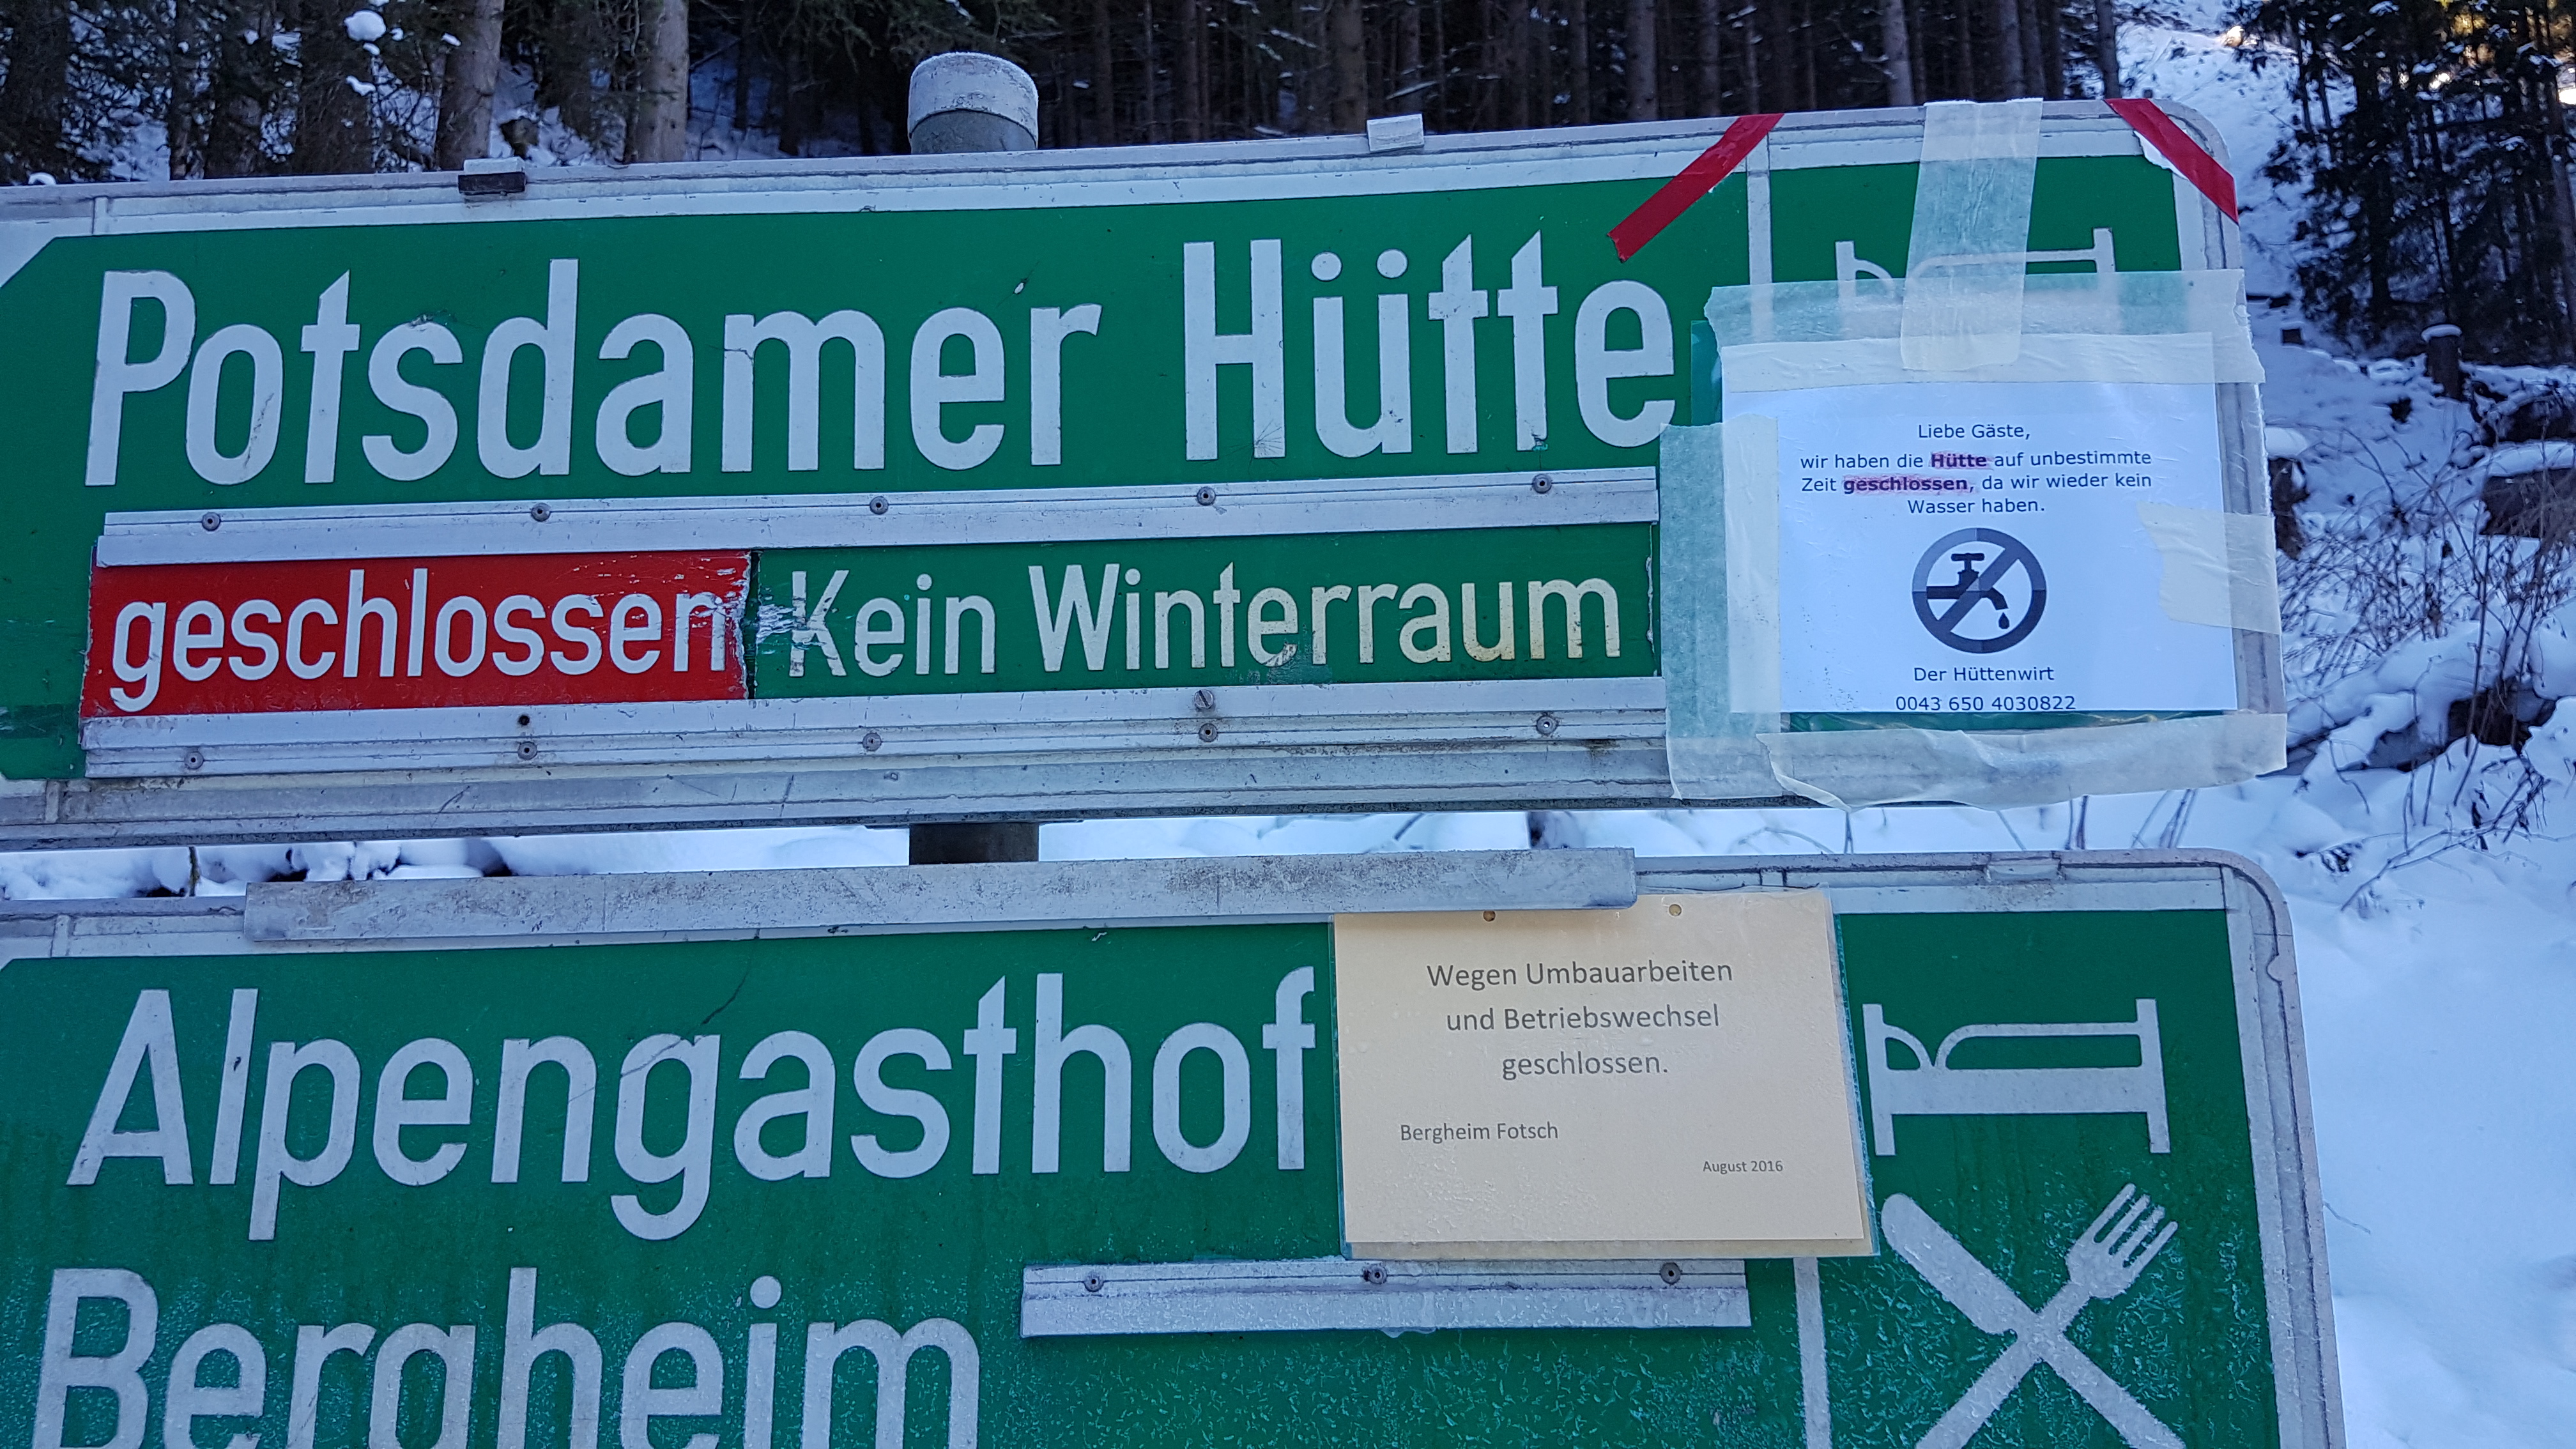 Potsdamer Hütte
geschlossen Kein Winterraum
Liebe Gäste,
wir haben die Hütte auf unbestimmte
Zeit geschlossen, da wir wieder kein
Wasser haben.
Der Hüttenwirt
0043 650 4030822
Alpengasthof
Bergheim
Wegen Umbauarbeiten
und Betriebswechsel
geschlossen.
Bergheim Fotsch
August 2016